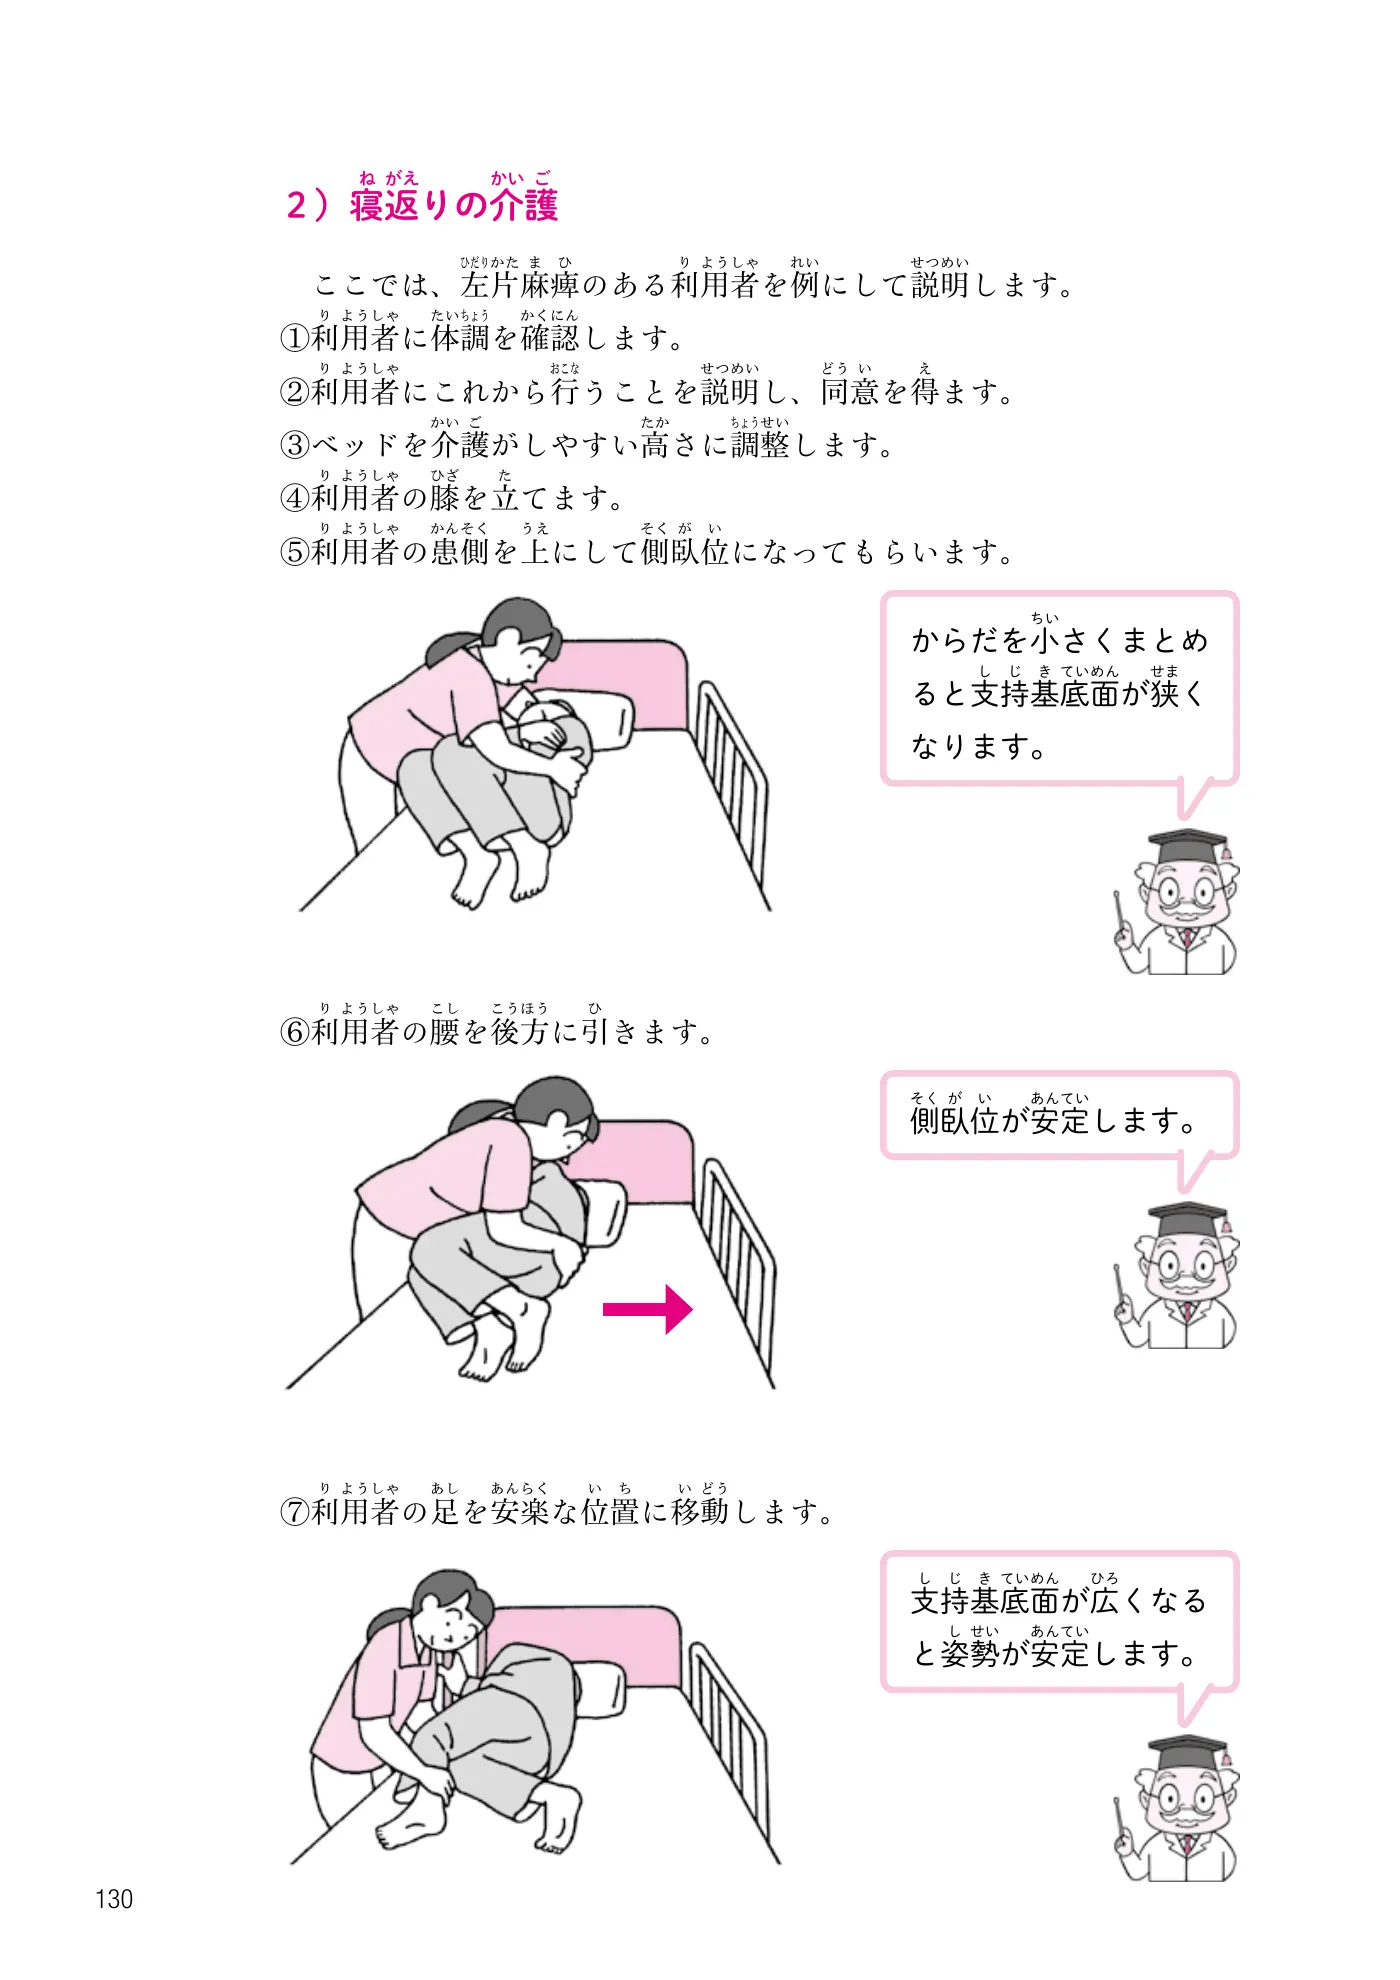 2）寝返りの介護
ここでは、左片麻痺のある利用者を例にして説明します。
①利用者に体調を確認します。
②利用者にこれから行うことを説明し、同意を得ます。
③ベッドを介護がしやすい高さに調整します。
④利用者の膝を立てます。
⑤利用者の患側を上にして側臥位になってもらいます。
からだを小さくまとめ
ると支持基底面が狭く
なります。
⑥利用者の腰を後方に引きます。
側臥位が安定します。
⑦利用者の足を安楽な位置に移動します。
支持基底面が広くなる
と姿勢が安定します。
130